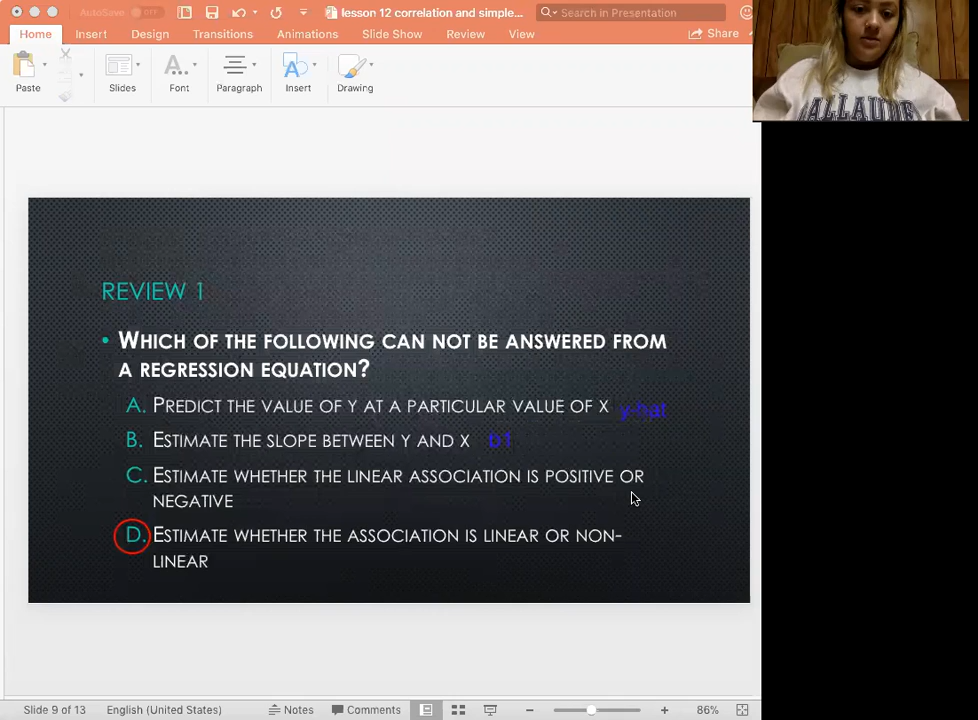 AutoSave OFF
lesson 12 correlation and simple...
Search in Presentation
Home Insert Design Transitions Animations Slide Show Review View
Share
Paste Slides Font Paragraph Insert Drawing
REVIEW 1
• WHICH OF THE FOLLOWING CAN NOT BE ANSWERED FROM
A REGRESSION EQUATION?
A. PREDICT THE VALUE OF Y AT A PARTICULAR VALUE OF X y-hat
B. ESTIMATE THE SLOPE BETWEEN Y AND X b1
C. ESTIMATE WHETHER THE LINEAR ASSOCIATION IS POSITIVE OR
NEGATIVE
D. ESTIMATE WHETHER THE ASSOCIATION IS LINEAR OR NON-
LINEAR
Slide 9 of 13 English (United States) Notes Comments 86%